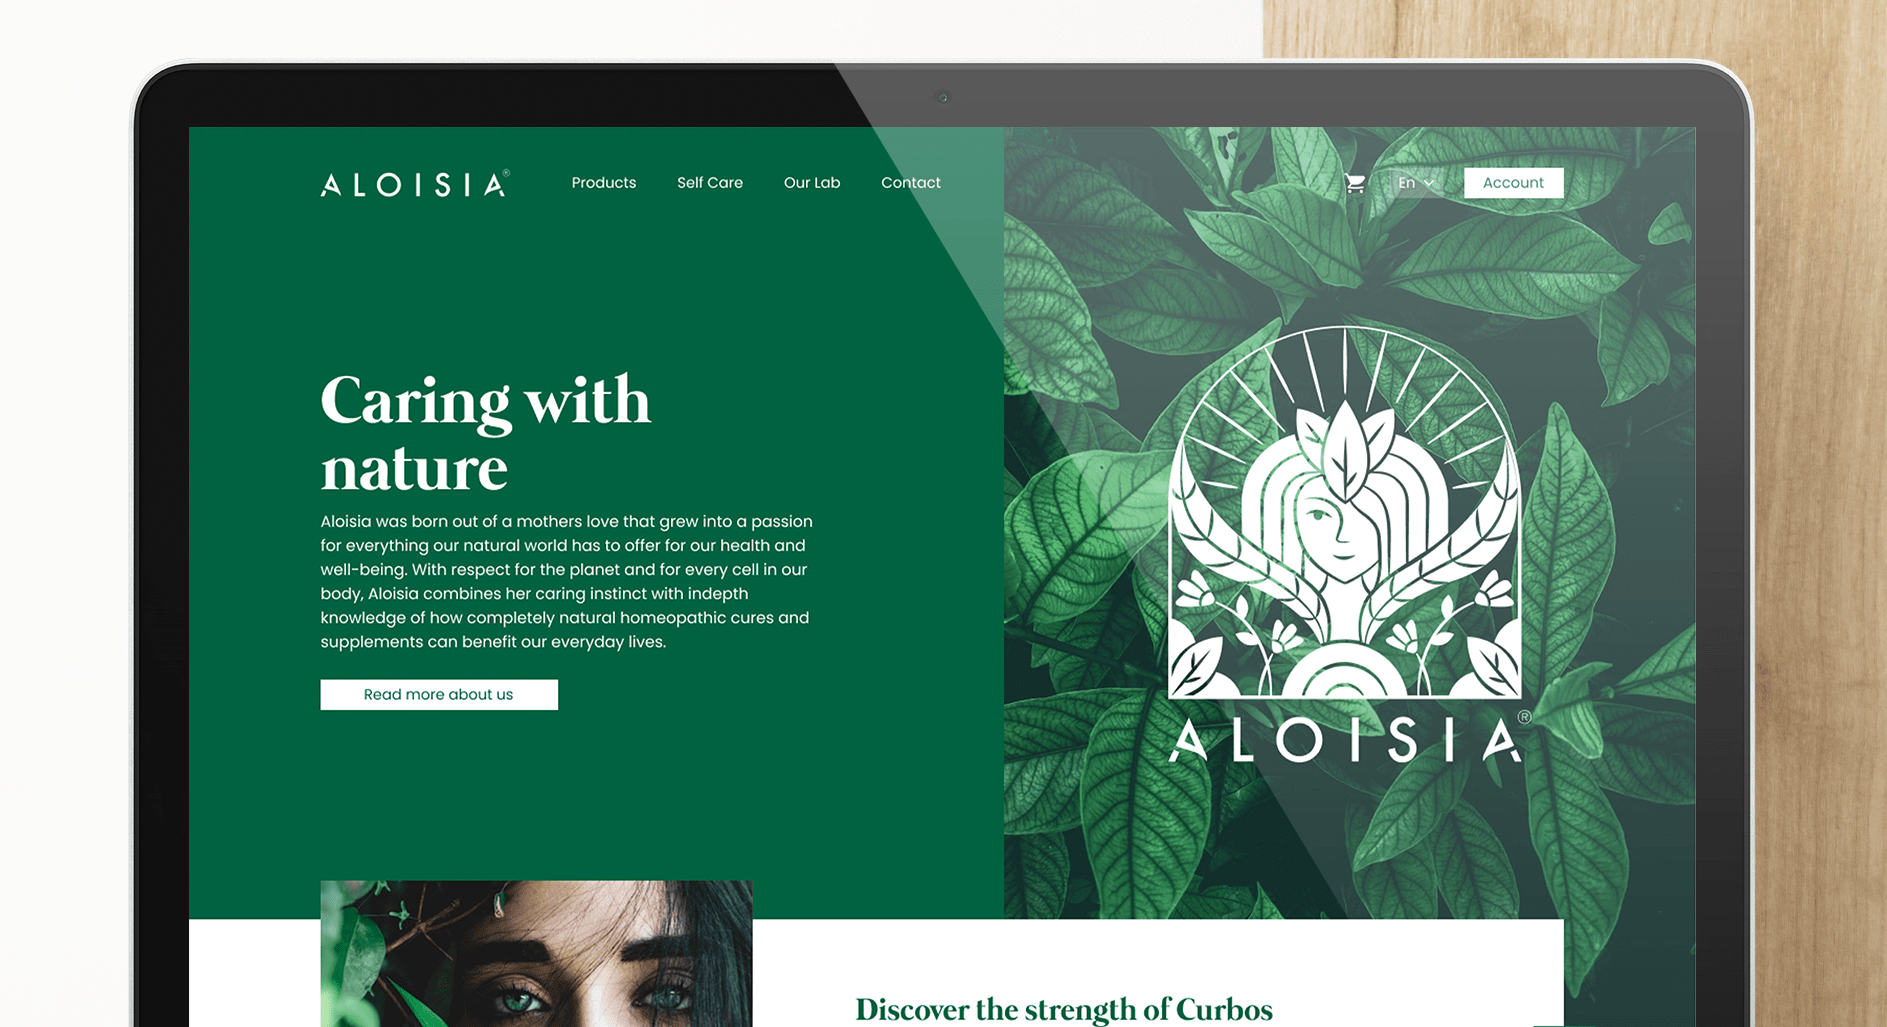 ALOISIA®
Products Self Care Our Lab Contact
En
Account
Caring with
nature
Aloisia was born out of a mothers love that grew into a passion
for everything our natural world has to offer for our health and
well-being. With respect for the planet and for every cell in our
body, Aloisia combines her caring instinct with indepth
knowledge of how completely natural homeopathic cures and
supplements can benefit our everyday lives.
Read more about us
ALOISIA®
Discover the strength of Curbos